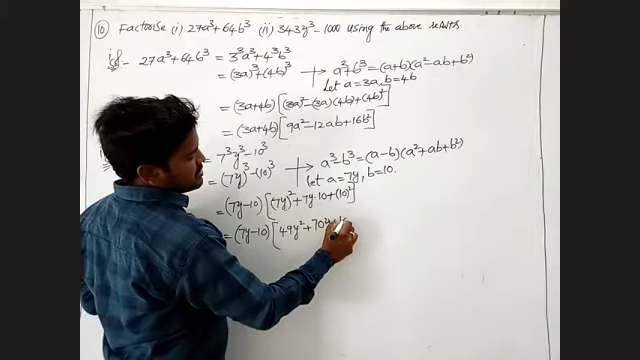 ⑩ Factorise (i) 27a³+64b³ (ii) 343y³-1000 using the above results
27a³+64b³ = 3³a³+4³b³
= (3a)³+(4b)³ → a³+b³=(a+b)(a²-ab+b²)
Let a=3a, b=4b
= (3a+4b)[(3a)²-(3a)(4b)+(4b)²]
= (3a+4b)[9a²-12ab+16b²]
= 7³y³-10³
= (7y)³-(10)³ → a³-b³=(a-b)(a²+ab+b²)
Let a=7y, b=10.
= (7y-10)[(7y)²+7y·10+(10)²]
= (7y-10)[49y²+70y+